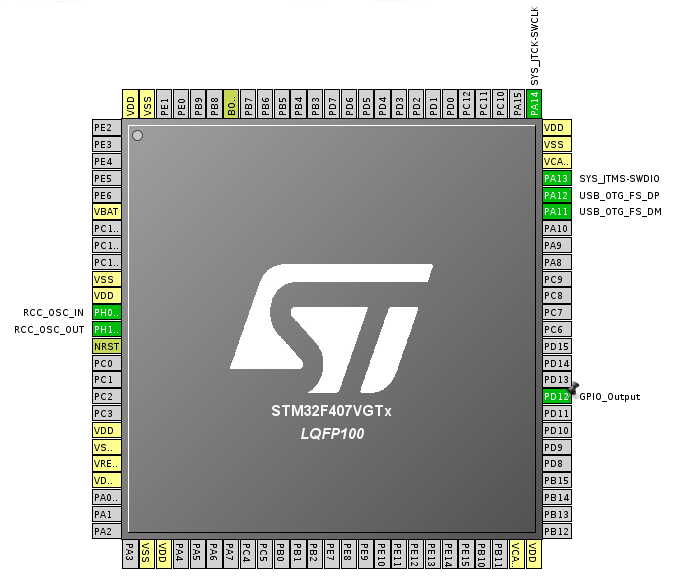 SYS_JTCK-SWCLK
VDD
VSS
PE1
PE0
PB9
PB8
BO..
PB7
PB6
PB5
PB4
PB3
PD7
PD6
PD5
PD4
PD3
PD2
PD1
PD0
PC12
PC11
PC10
PA15
PA14
PE2
PE3
PE4
PE5
PE6
VBAT
PC1..
PC1..
PC1..
VSS
VDD
RCC_OSC_IN PH0..
RCC_OSC_OUT PH1..
NRST
PC0
PC1
PC2
PC3
VDD
VS..
VRE..
VD..
PA0..
PA1
PA2
STM32F407VGTx
LQFP100
VDD
VSS
VCA..
PA13 SYS_JTMS-SWDIO
PA12 USB_OTG_FS_DP
PA11 USB_OTG_FS_DM
PA10
PA9
PA8
PC9
PC8
PC7
PC6
PD15
PD14
PD13
PD12 GPIO_Output
PD11
PD10
PD9
PD8
PB15
PB14
PB13
PB12
PA3
VSS
VDD
PA4
PA5
PA6
PA7
PC4
PC5
PB0
PB1
PB2
PE7
PE8
PE9
PE10
PE11
PE12
PE13
PE14
PE15
PB10
PB11
VCA..
VDD